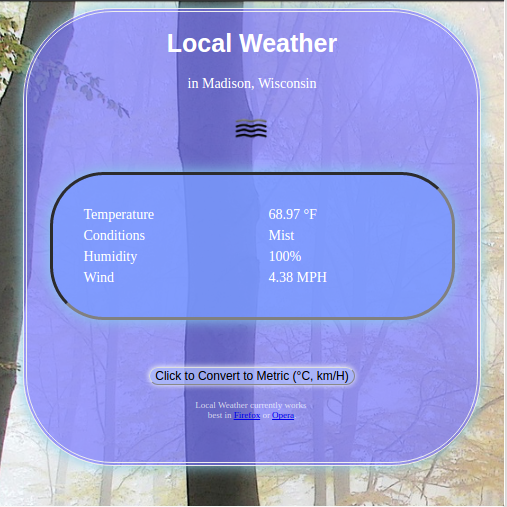 Local Weather
in Madison, Wisconsin
Temperature 68.97 °F
Conditions Mist
Humidity 100%
Wind 4.38 MPH
Click to Convert to Metric (°C, km/H)
Local Weather currently works
best in Firefox or Opera.